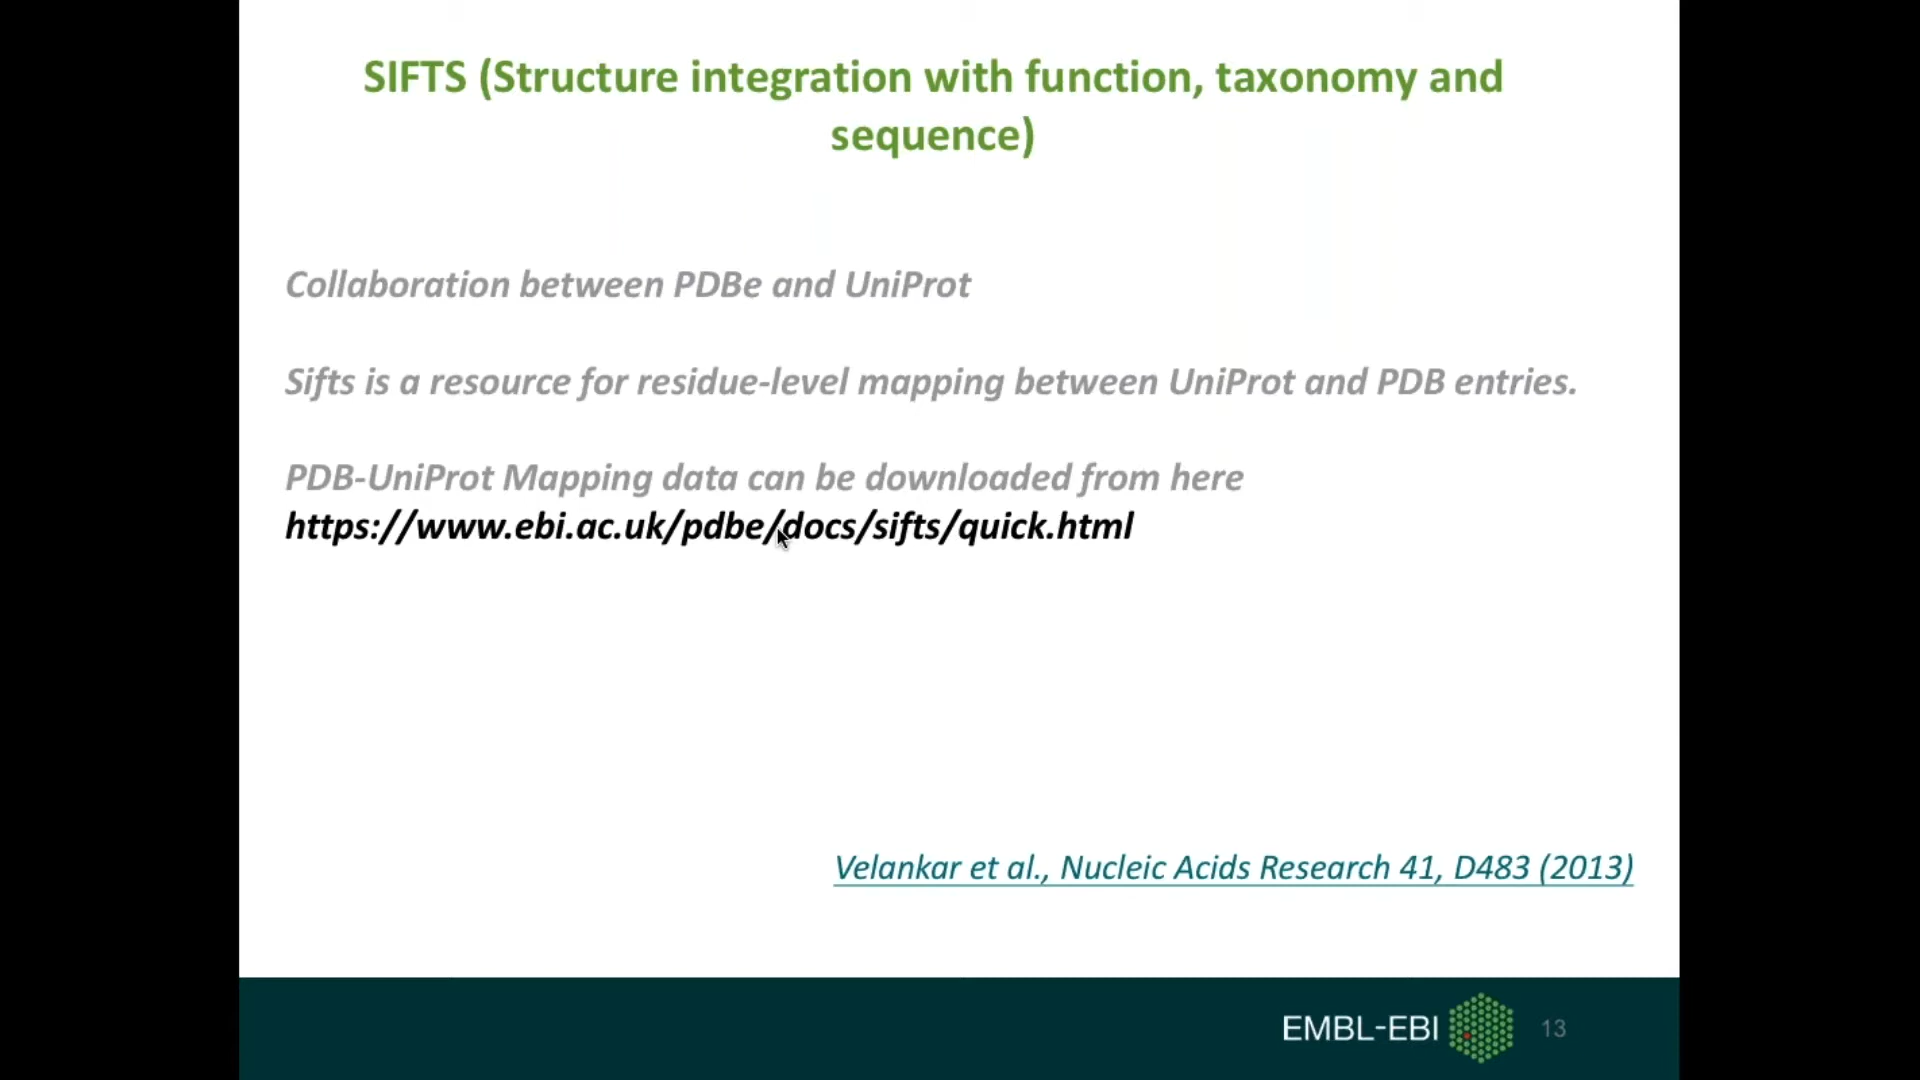 SIFTS (Structure integration with function, taxonomy and
sequence)
Collaboration between PDBe and UniProt
Sifts is a resource for residue-level mapping between UniProt and PDB entries.
PDB-UniProt Mapping data can be downloaded from here
https://www.ebi.ac.uk/pdbe/docs/sifts/quick.html
Velankar et al., Nucleic Acids Research 41, D483 (2013)
EMBL-EBI 13